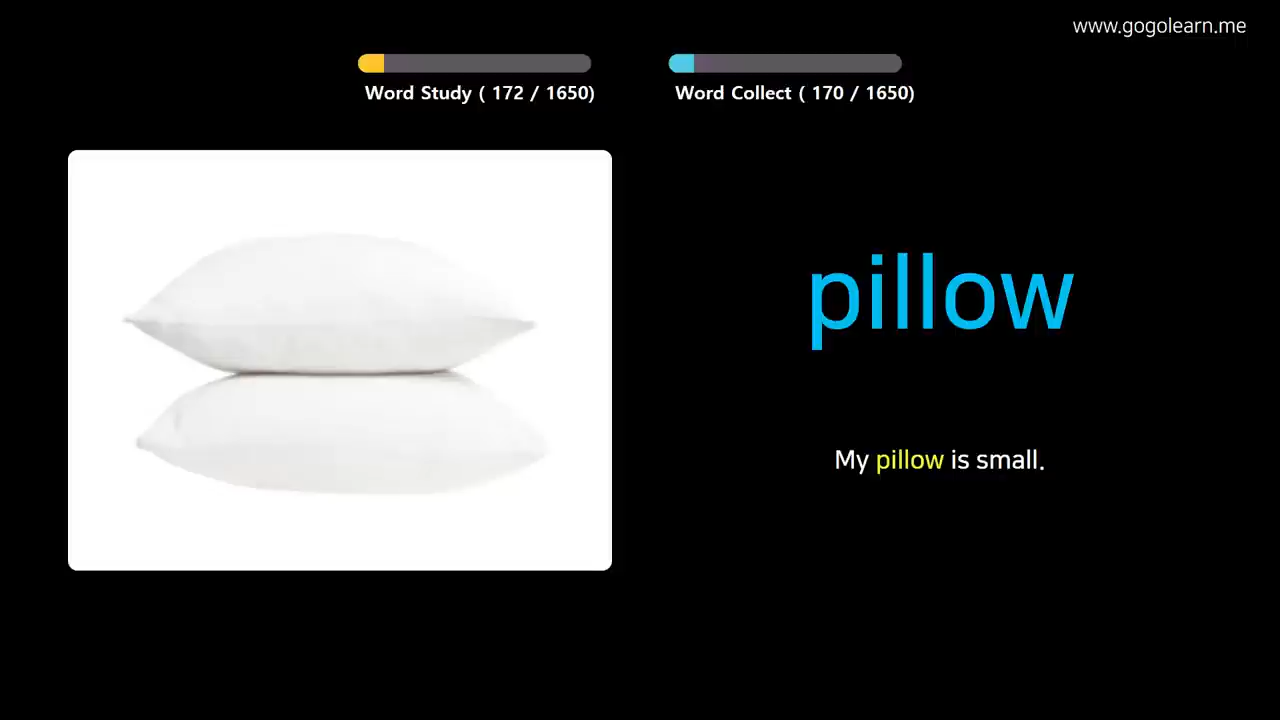 www.gogolearn.me
Word Study ( 172 / 1650)
Word Collect ( 170 / 1650)
pillow
My pillow is small.